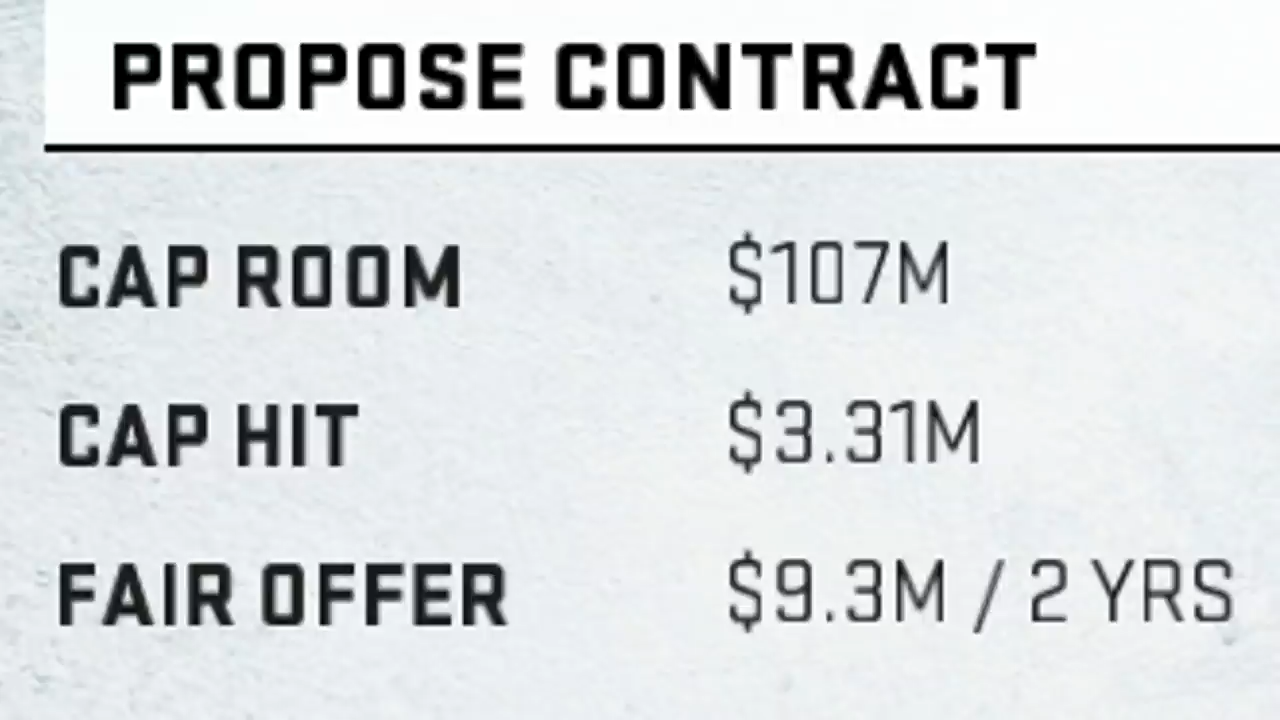 PROPOSE CONTRACT
CAP ROOM $107M
CAP HIT $3.31M
FAIR OFFER $9.3M / 2 YRS